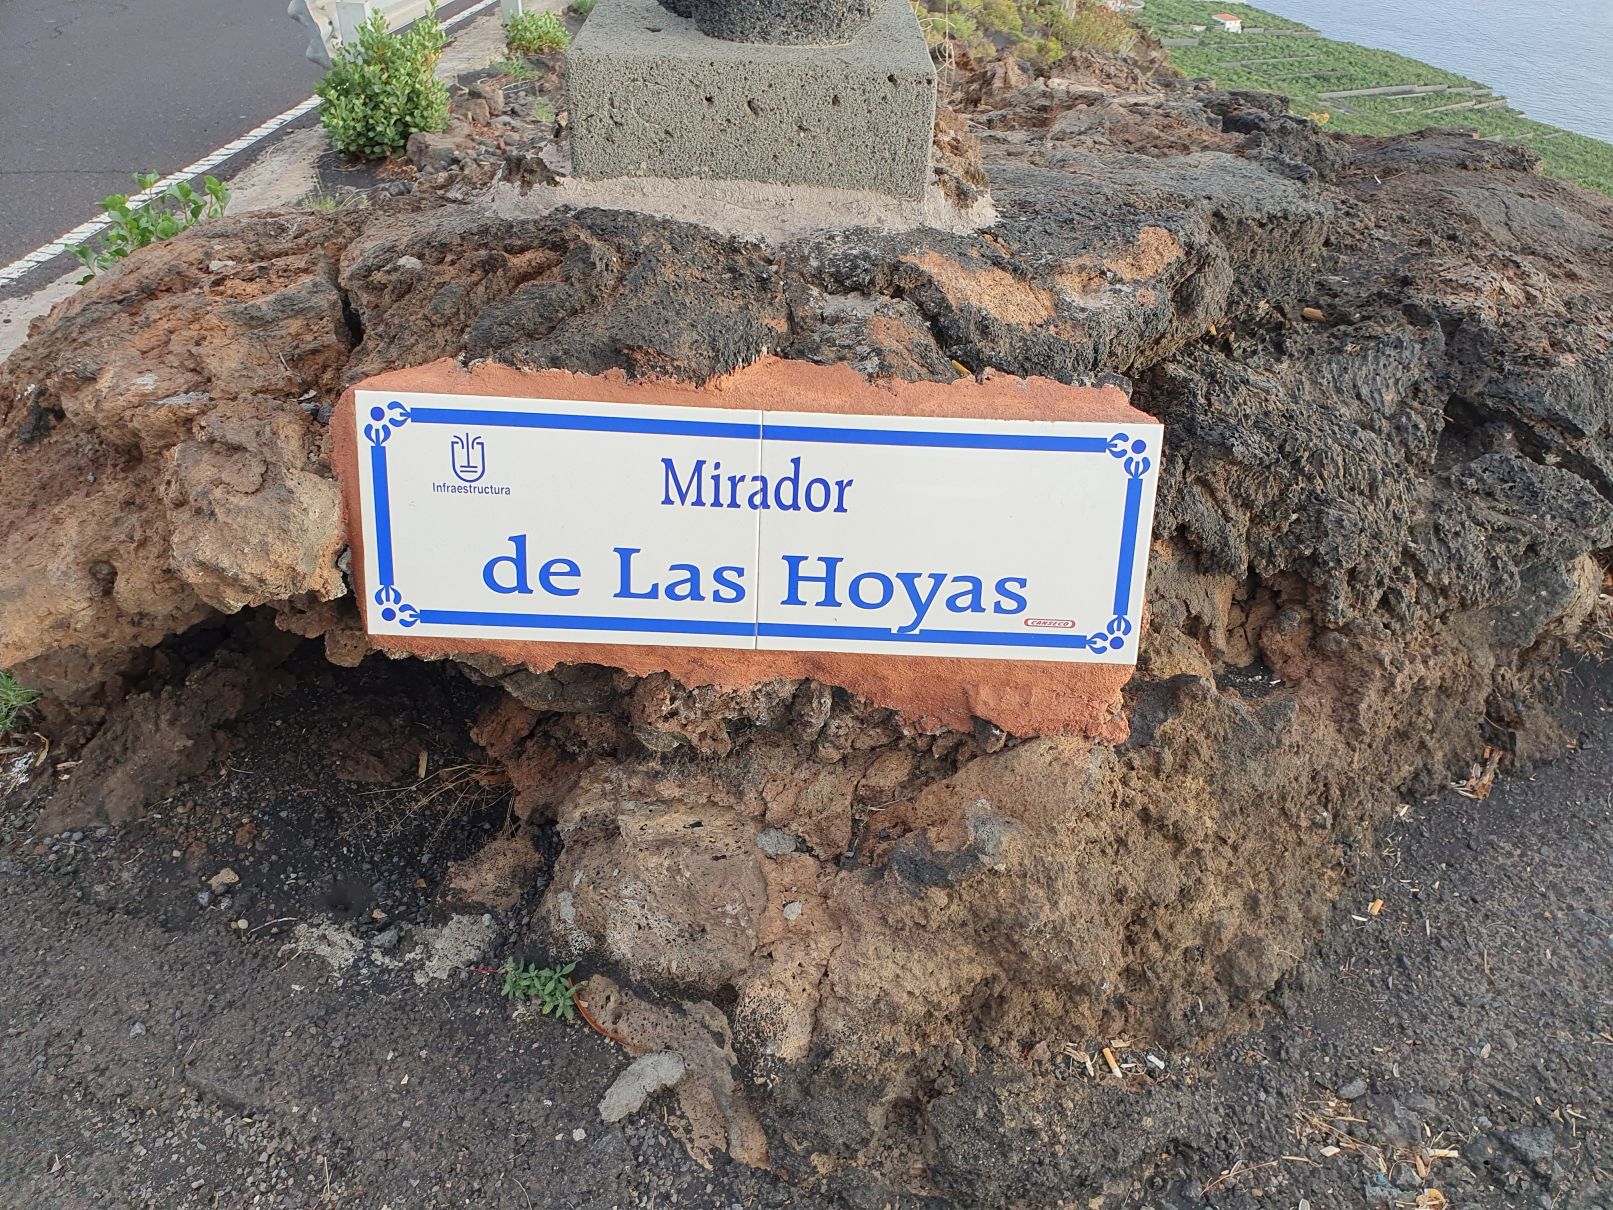 Infraestructura
Mirador
de Las Hoyas
CANSECO